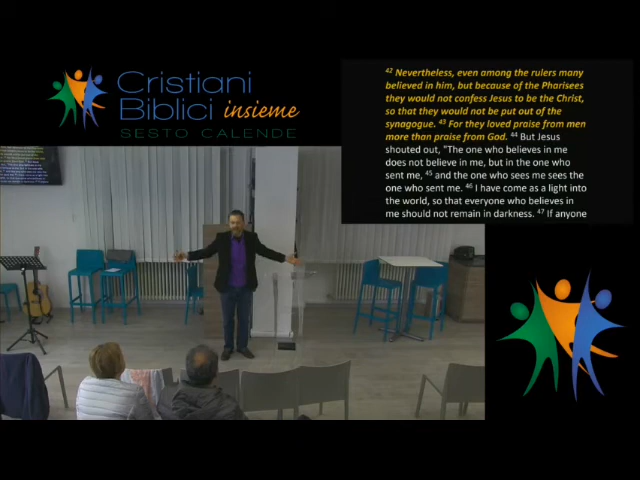 Cristiani
Biblici insieme
SESTO CALENDE
42 Nevertheless, even among the rulers many
believed in him, but because of the Pharisees
they would not confess Jesus to be the Christ,
so that they would not be put out of the
synagogue. 43 For they loved praise from men
more than praise from God. 44 But Jesus
shouted out, "The one who believes in me
does not believe in me, but in the one who
sent me, 45 and the one who sees me sees the
one who sent me. 46 I have come as a light into
the world, so that everyone who believes in
me should not remain in darkness. 47 If anyone